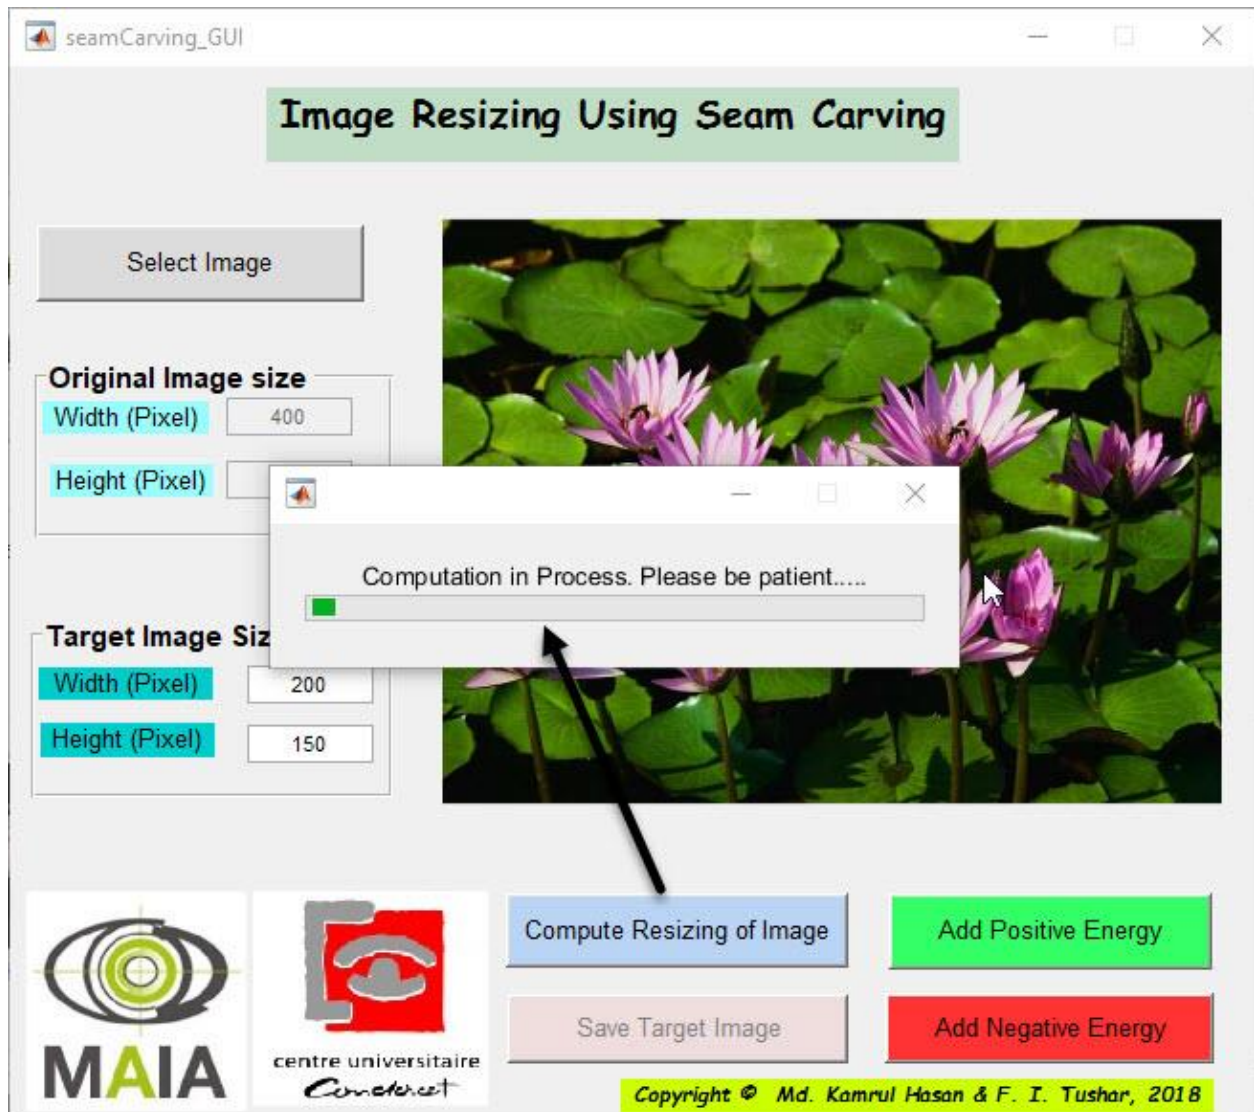 seamCarving_GUI
Image Resizing Using Seam Carving
Select Image
Original Image size
Width (Pixel) 400
Height (Pixel)
Computation in Process. Please be patient.....
Target Image Siz
Width (Pixel) 200
Height (Pixel) 150
Compute Resizing of Image
Add Positive Energy
Save Target Image
Add Negative Energy
MAIA
centre universitaire
Condorcet
Copyright © Md. Kamrul Hasan & F. I. Tushar, 2018